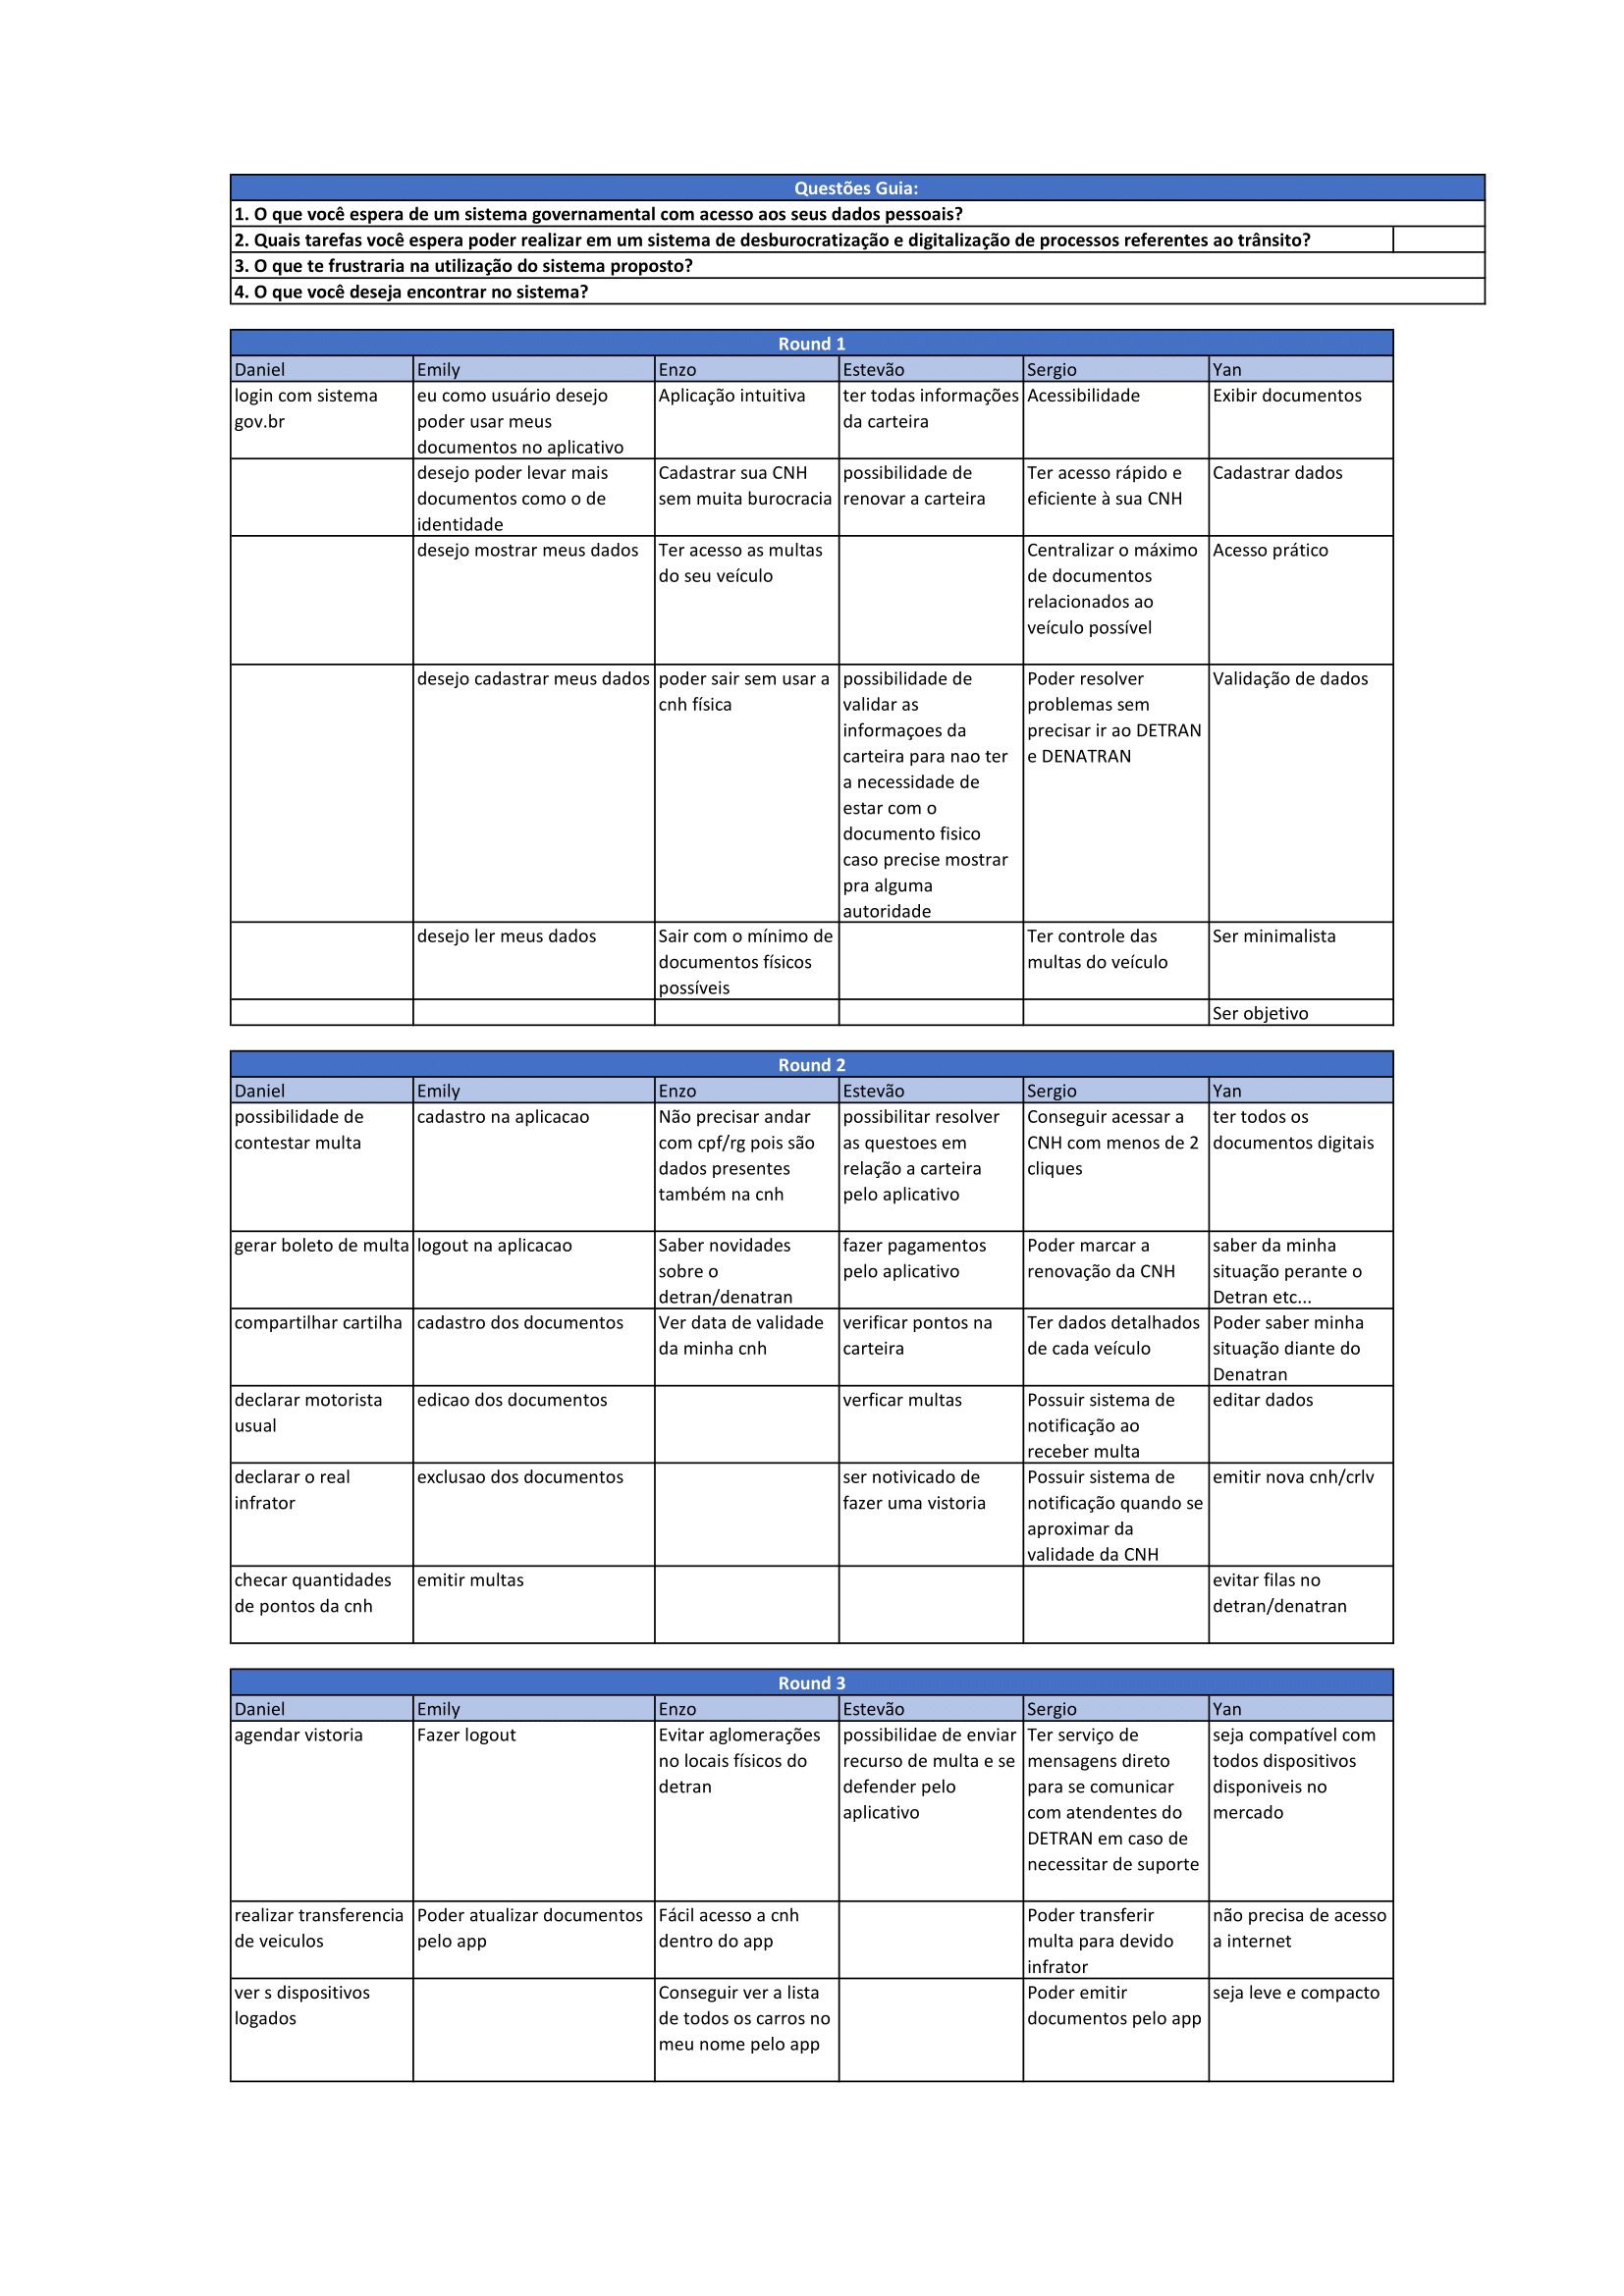 Questões Guia:
1. O que você espera de um sistema governamental com acesso aos seus dados pessoais?
2. Quais tarefas você espera poder realizar em um sistema de desburocratização e digitalização de processos referentes ao trânsito?
3. O que te frustraria na utilização do sistema proposto?
4. O que você deseja encontrar no sistema?
Round 1
Daniel
Emily
Enzo
Estevão
Sergio
Yan
login com sistema
gov.br
eu como usuário desejo
poder usar meus
documentos no aplicativo
Aplicação intuitiva
ter todas informações
da carteira
Acessibilidade
Exibir documentos
desejo poder levar mais
documentos como o de
identidade
Cadastrar sua CNH
sem muita burocracia
possibilidade de
renovar a carteira
Ter acesso rápido e
eficiente à sua CNH
Cadastrar dados
desejo mostrar meus dados
Ter acesso as multas
do seu veículo
Centralizar o máximo
de documentos
relacionados ao
veículo possível
Acesso prático
desejo cadastrar meus dados
poder sair sem usar a
cnh física
possibilidade de
validar as
informaçoes da
carteira para nao ter
a necessidade de
estar com o
documento fisico
caso precise mostrar
pra alguma
autoridade
Poder resolver
problemas sem
precisar ir ao DETRAN
e DENATRAN
Validação de dados
desejo ler meus dados
Sair com o mínimo de
documentos físicos
possíveis
Ter controle das
multas do veículo
Ser minimalista
Ser objetivo
Round 2
Daniel
Emily
Enzo
Estevão
Sergio
Yan
possibilidade de
contestar multa
cadastro na aplicacao
Não precisar andar
com cpf/rg pois são
dados presentes
também na cnh
possibilitar resolver
as questoes em
relação a carteira
pelo aplicativo
Conseguir acessar a
CNH com menos de 2
cliques
ter todos os
documentos digitais
gerar boleto de multa
logout na aplicacao
Saber novidades
sobre o
detran/denatran
fazer pagamentos
pelo aplicativo
Poder marcar a
renovação da CNH
saber da minha
situação perante o
Detran etc...
compartilhar cartilha
cadastro dos documentos
Ver data de validade
da minha cnh
verificar pontos na
carteira
Ter dados detalhados
de cada veículo
Poder saber minha
situação diante do
Denatran
declarar motorista
usual
edicao dos documentos
verficar multas
Possuir sistema de
notificação ao
receber multa
editar dados
declarar o real
infrator
exclusao dos documentos
ser notivicado de
fazer uma vistoria
Possuir sistema de
notificação quando se
aproximar da
validade da CNH
emitir nova cnh/crlv
checar quantidades
de pontos da cnh
emitir multas
evitar filas no
detran/denatran
Round 3
Daniel
Emily
Enzo
Estevão
Sergio
Yan
agendar vistoria
Fazer logout
Evitar aglomerações
no locais físicos do
detran
possibilidae de enviar
recurso de multa e se
defender pelo
aplicativo
Ter serviço de
mensagens direto
para se comunicar
com atendentes do
DETRAN em caso de
necessitar de suporte
seja compatível com
todos dispositivos
disponiveis no
mercado
realizar transferencia
de veiculos
Poder atualizar documentos
pelo app
Fácil acesso a cnh
dentro do app
Poder transferir
multa para devido
infrator
não precisa de acesso
a internet
ver s dispositivos
logados
Conseguir ver a lista
de todos os carros no
meu nome pelo app
Poder emitir
documentos pelo app
seja leve e compacto